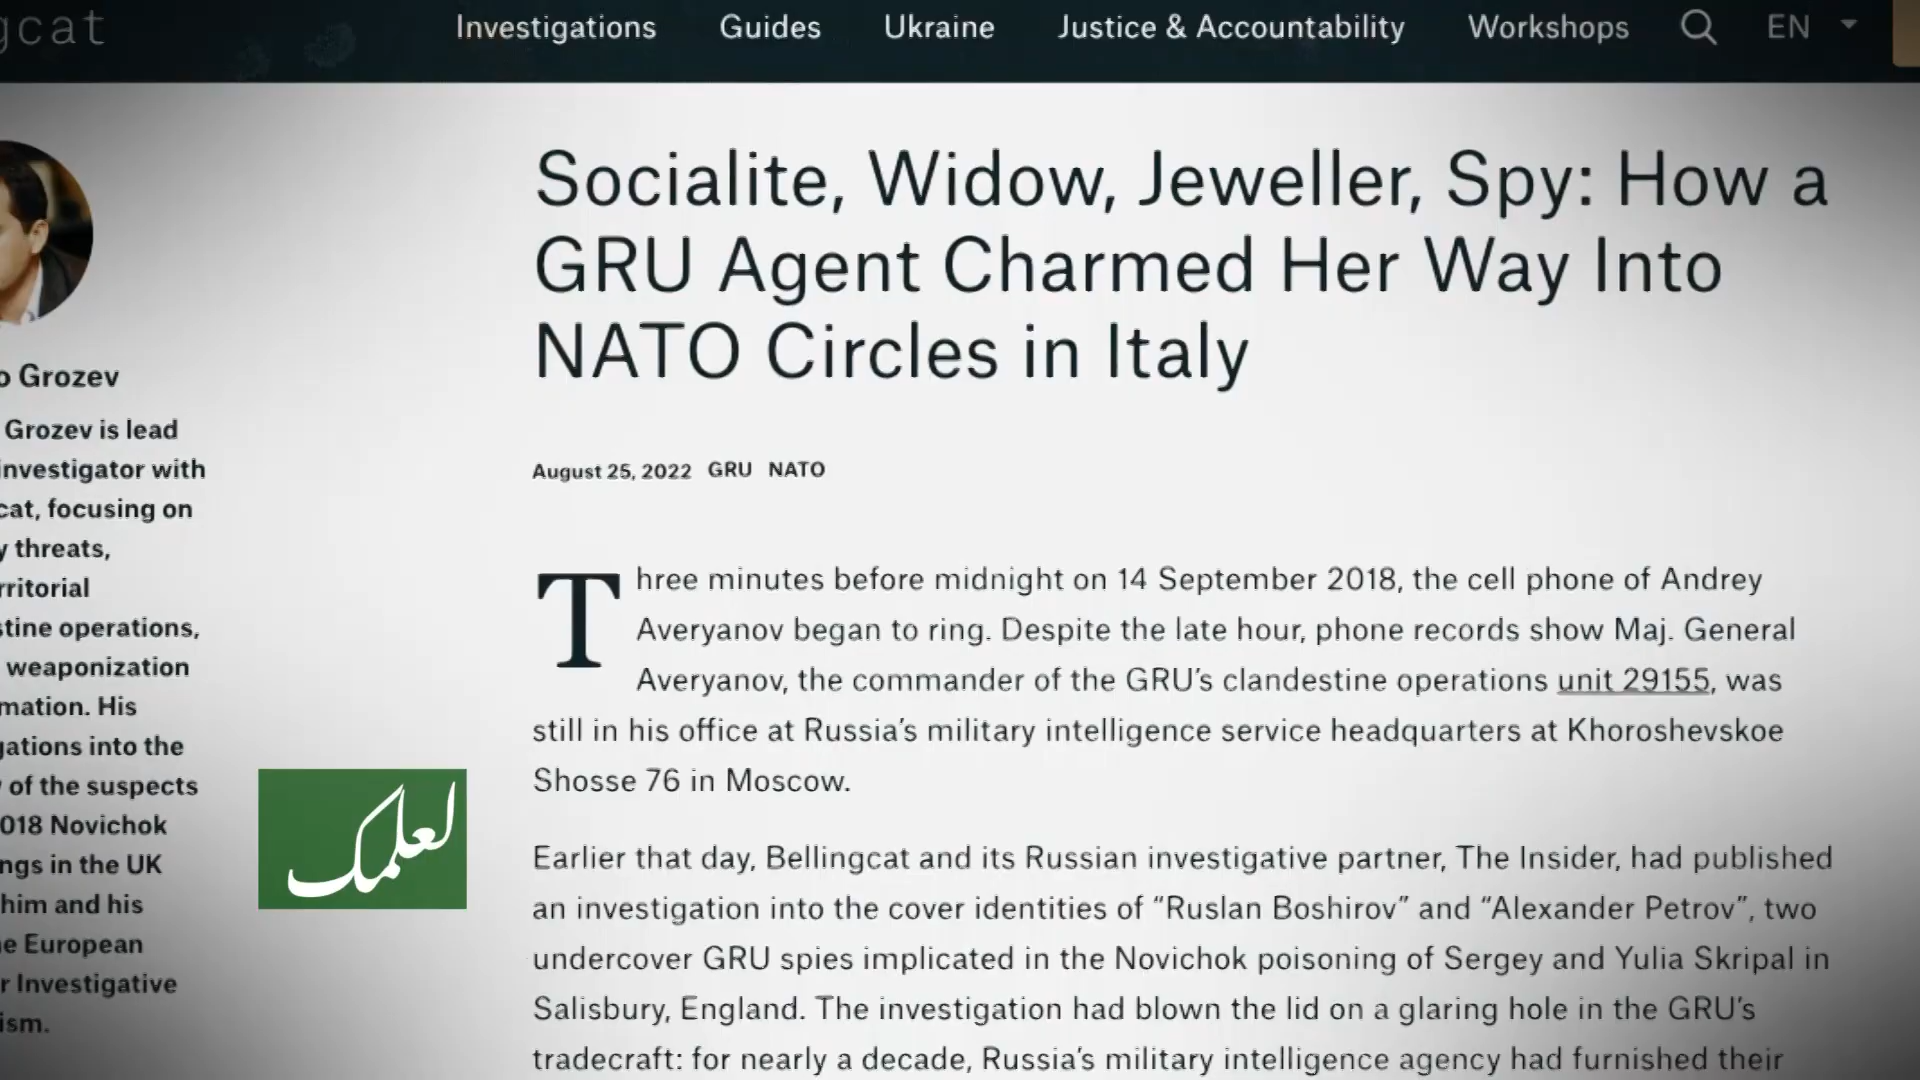 gcat
Investigations Guides Ukraine Justice & Accountability Workshops EN
Socialite, Widow, Jeweller, Spy: How a
GRU Agent Charmed Her Way Into
NATO Circles in Italy
August 25, 2022 GRU NATO
Three minutes before midnight on 14 September 2018, the cell phone of Andrey
Averyanov began to ring. Despite the late hour, phone records show Maj. General
Averyanov, the commander of the GRU’s clandestine operations unit 29155, was
still in his office at Russia’s military intelligence service headquarters at Khoroshevskoe
Shosse 76 in Moscow.
Earlier that day, Bellingcat and its Russian investigative partner, The Insider, had published
an investigation into the cover identities of “Ruslan Boshirov” and “Alexander Petrov”, two
undercover GRU spies implicated in the Novichok poisoning of Sergey and Yulia Skripal in
Salisbury, England. The investigation had blown the lid on a glaring hole in the GRU’s
tradecraft: for nearly a decade, Russia’s military intelligence agency had furnished their
o Grozev
Grozev is lead
investigator with
cat, focusing on
y threats,
rritorial
stine operations,
weaponization
mation. His
gations into the
y of the suspects
018 Novichok
ngs in the UK
him and his
ne European
r Investigative
ism.
لعلمك